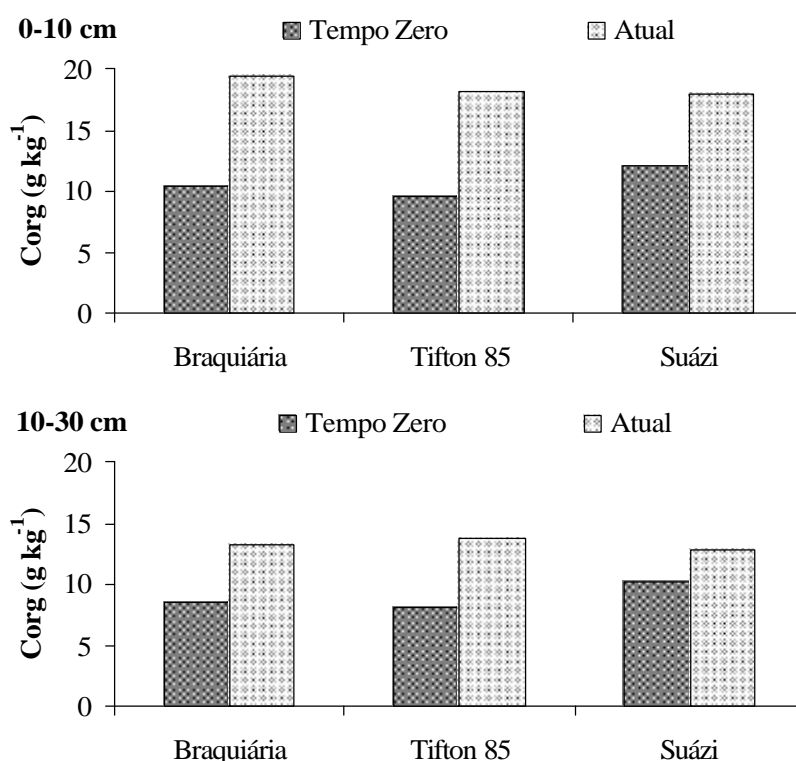 0-10 cm Tempo Zero Atual
20
15
10
5
0
Corg (g kg⁻¹)
Braquiária Tifton 85 Suázi
10-30 cm Tempo Zero Atual
20
15
10
5
0
Corg (g kg⁻¹)
Braquiária Tifton 85 Suázi